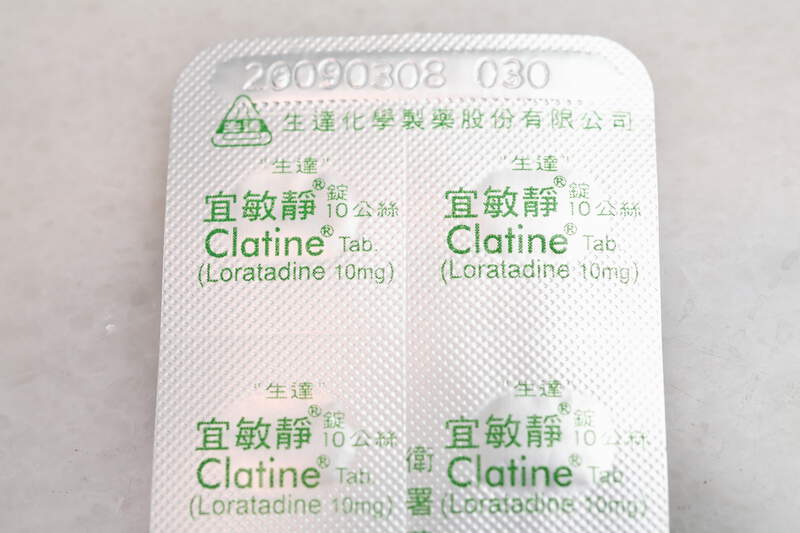 20090308 030
生達化學製藥股份有限公司
"生達"
宜敏靜®錠
10公絲
Clatine® Tab.
(Loratadine 10mg)
"生達"
宜敏靜®錠
10公絲
Clatine® Tab.
(Loratadine 10mg)
"生達"
宜敏靜®錠
10公絲
Clatine® Tab.
(Loratadine 10mg)
"生達"
宜敏靜®錠
10公絲
Clatine® Tab.
(Loratadine 10mg)
衛署